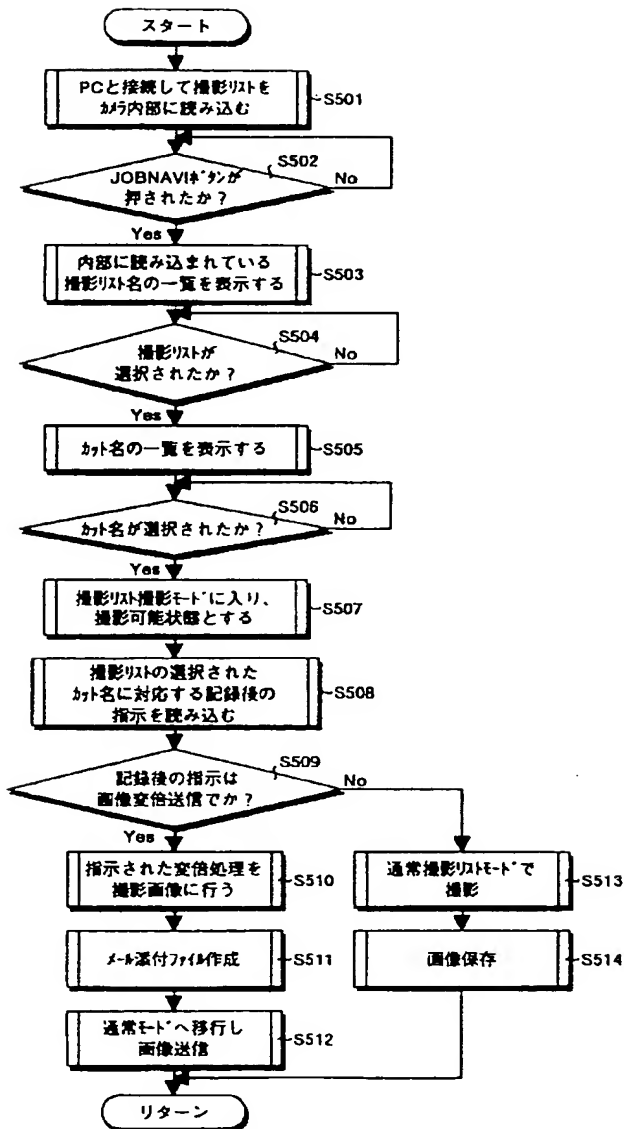 スタート
PCと接続して撮影リストを
ｶﾒﾗ内部に読み込む
S501
S502
JOBNAVIﾎﾞﾀﾝが
押されたか？
No
Yes
内部に読み込まれている
撮影リスト名の一覧を表示する
S503
S504
撮影ﾘｽﾄが
選択されたか？
No
Yes
ｶｯﾄ名の一覧を表示する
S505
S506
ｶｯﾄ名が選択されたか？
No
Yes
撮影ﾘｽﾄ撮影ﾓｰﾄﾞに入り、
撮影可能状態とする
S507
撮影ﾘｽﾄの選択された
ｶｯﾄ名に対応する記録後の
指示を読み込む
S508
S509
記録後の指示は
画像変倍送信でか？
No
Yes
指示された変倍処理を
撮影画像に行う
S510
通常撮影ﾘｽﾄﾓｰﾄﾞで
撮影
S513
ﾒｰﾙ添付ファイル作成
S511
画像保存
S514
通常ﾓｰﾄﾞへ移行し
画像送信
S512
リターン